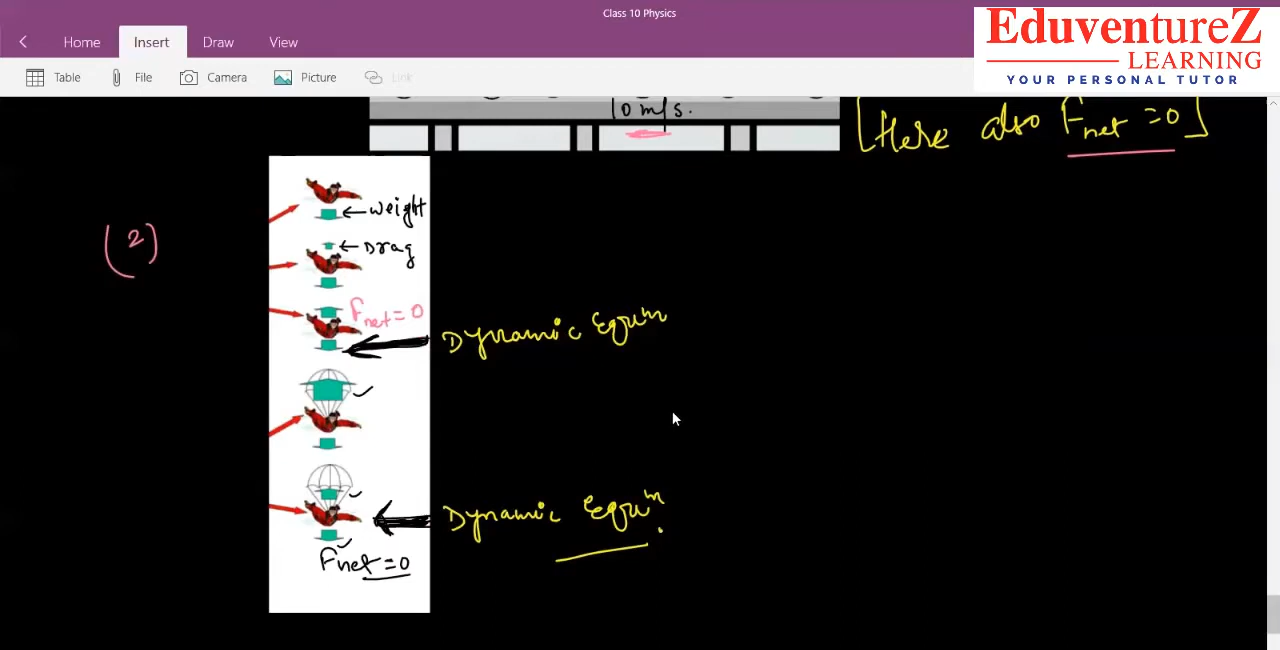 Class 10 Physics
EduventureZ
LEARNING
YOUR PERSONAL TUTOR
Home Insert Draw View
Table File Camera Picture Link
10 m/s.
[Here also Fnet = 0]
(2)
Weight
Drag
Fnet = 0
Dynamic Equm
Dynamic Equm
Fnet = 0